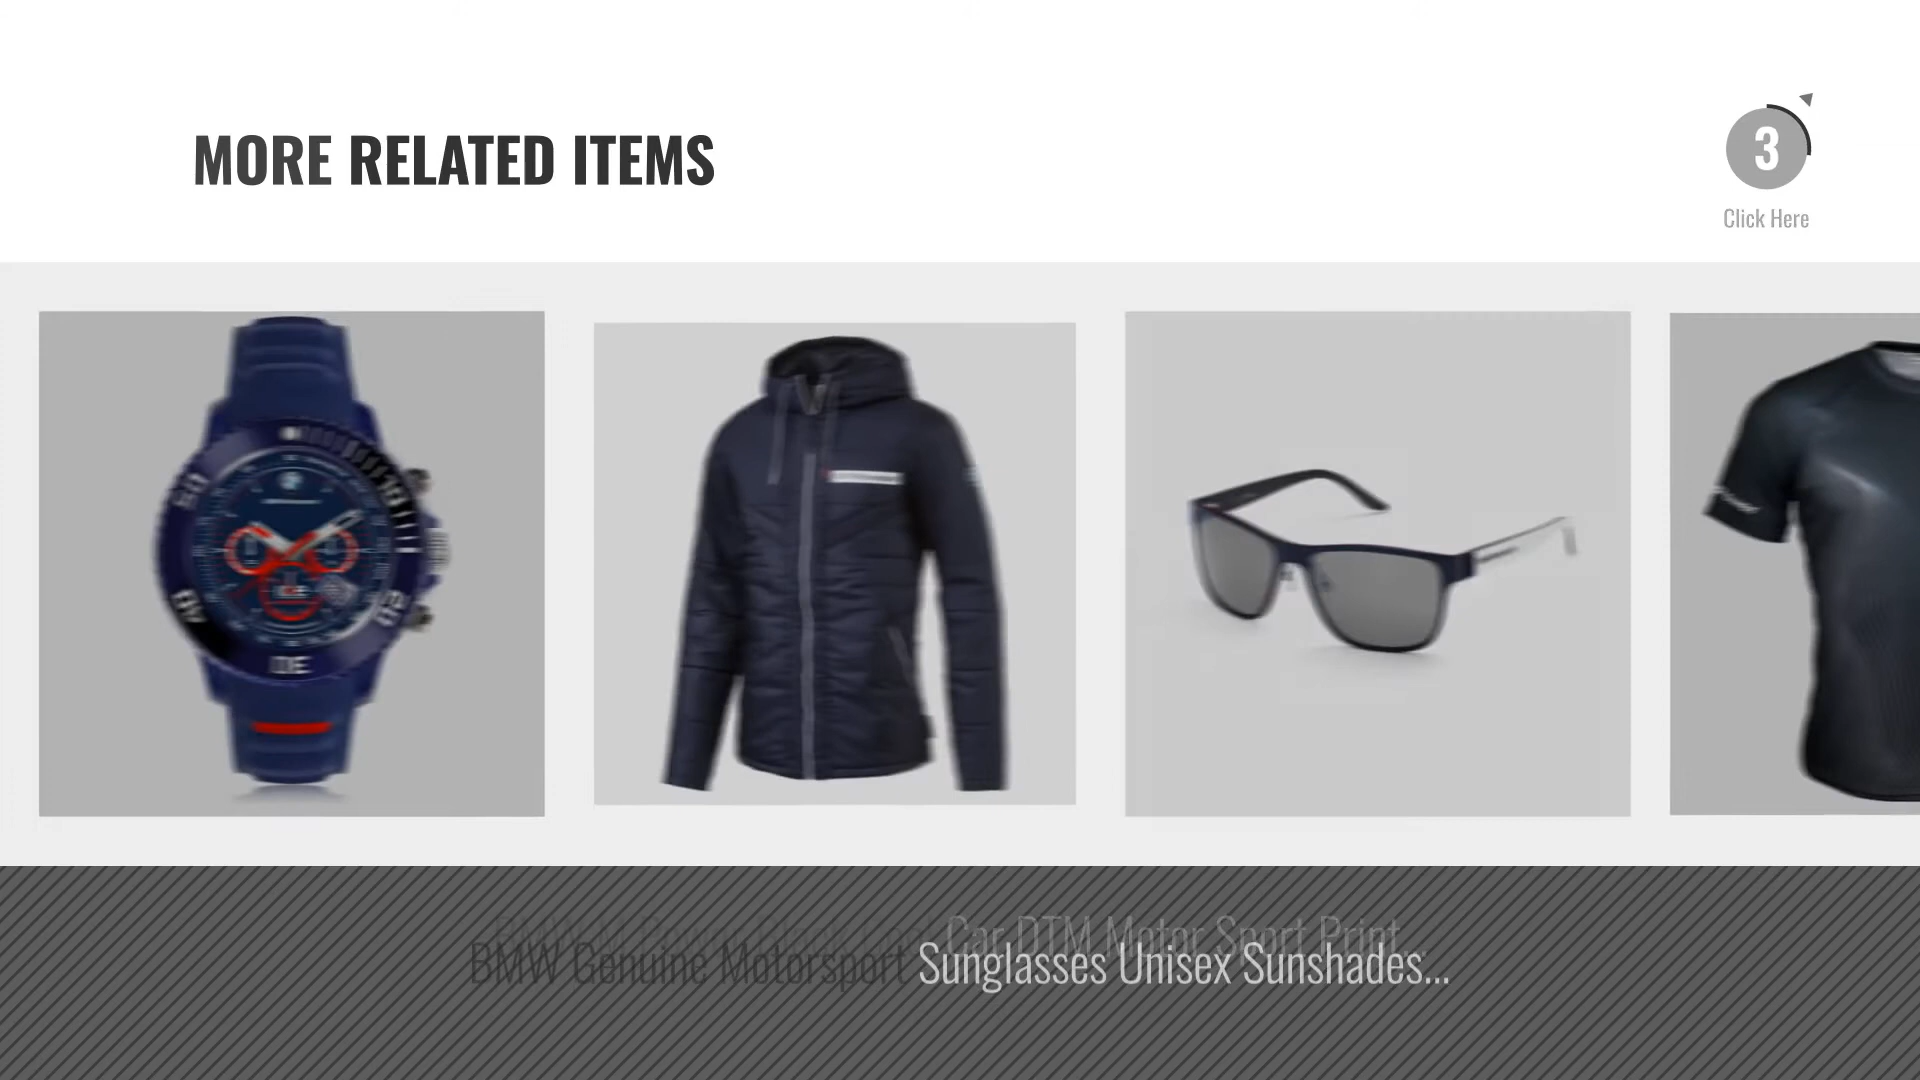 MORE RELATED ITEMS
3
Click Here
Car DTM Motor Sport Print
BMW Genuine Motorsport Sunglasses Unisex Sunshades...